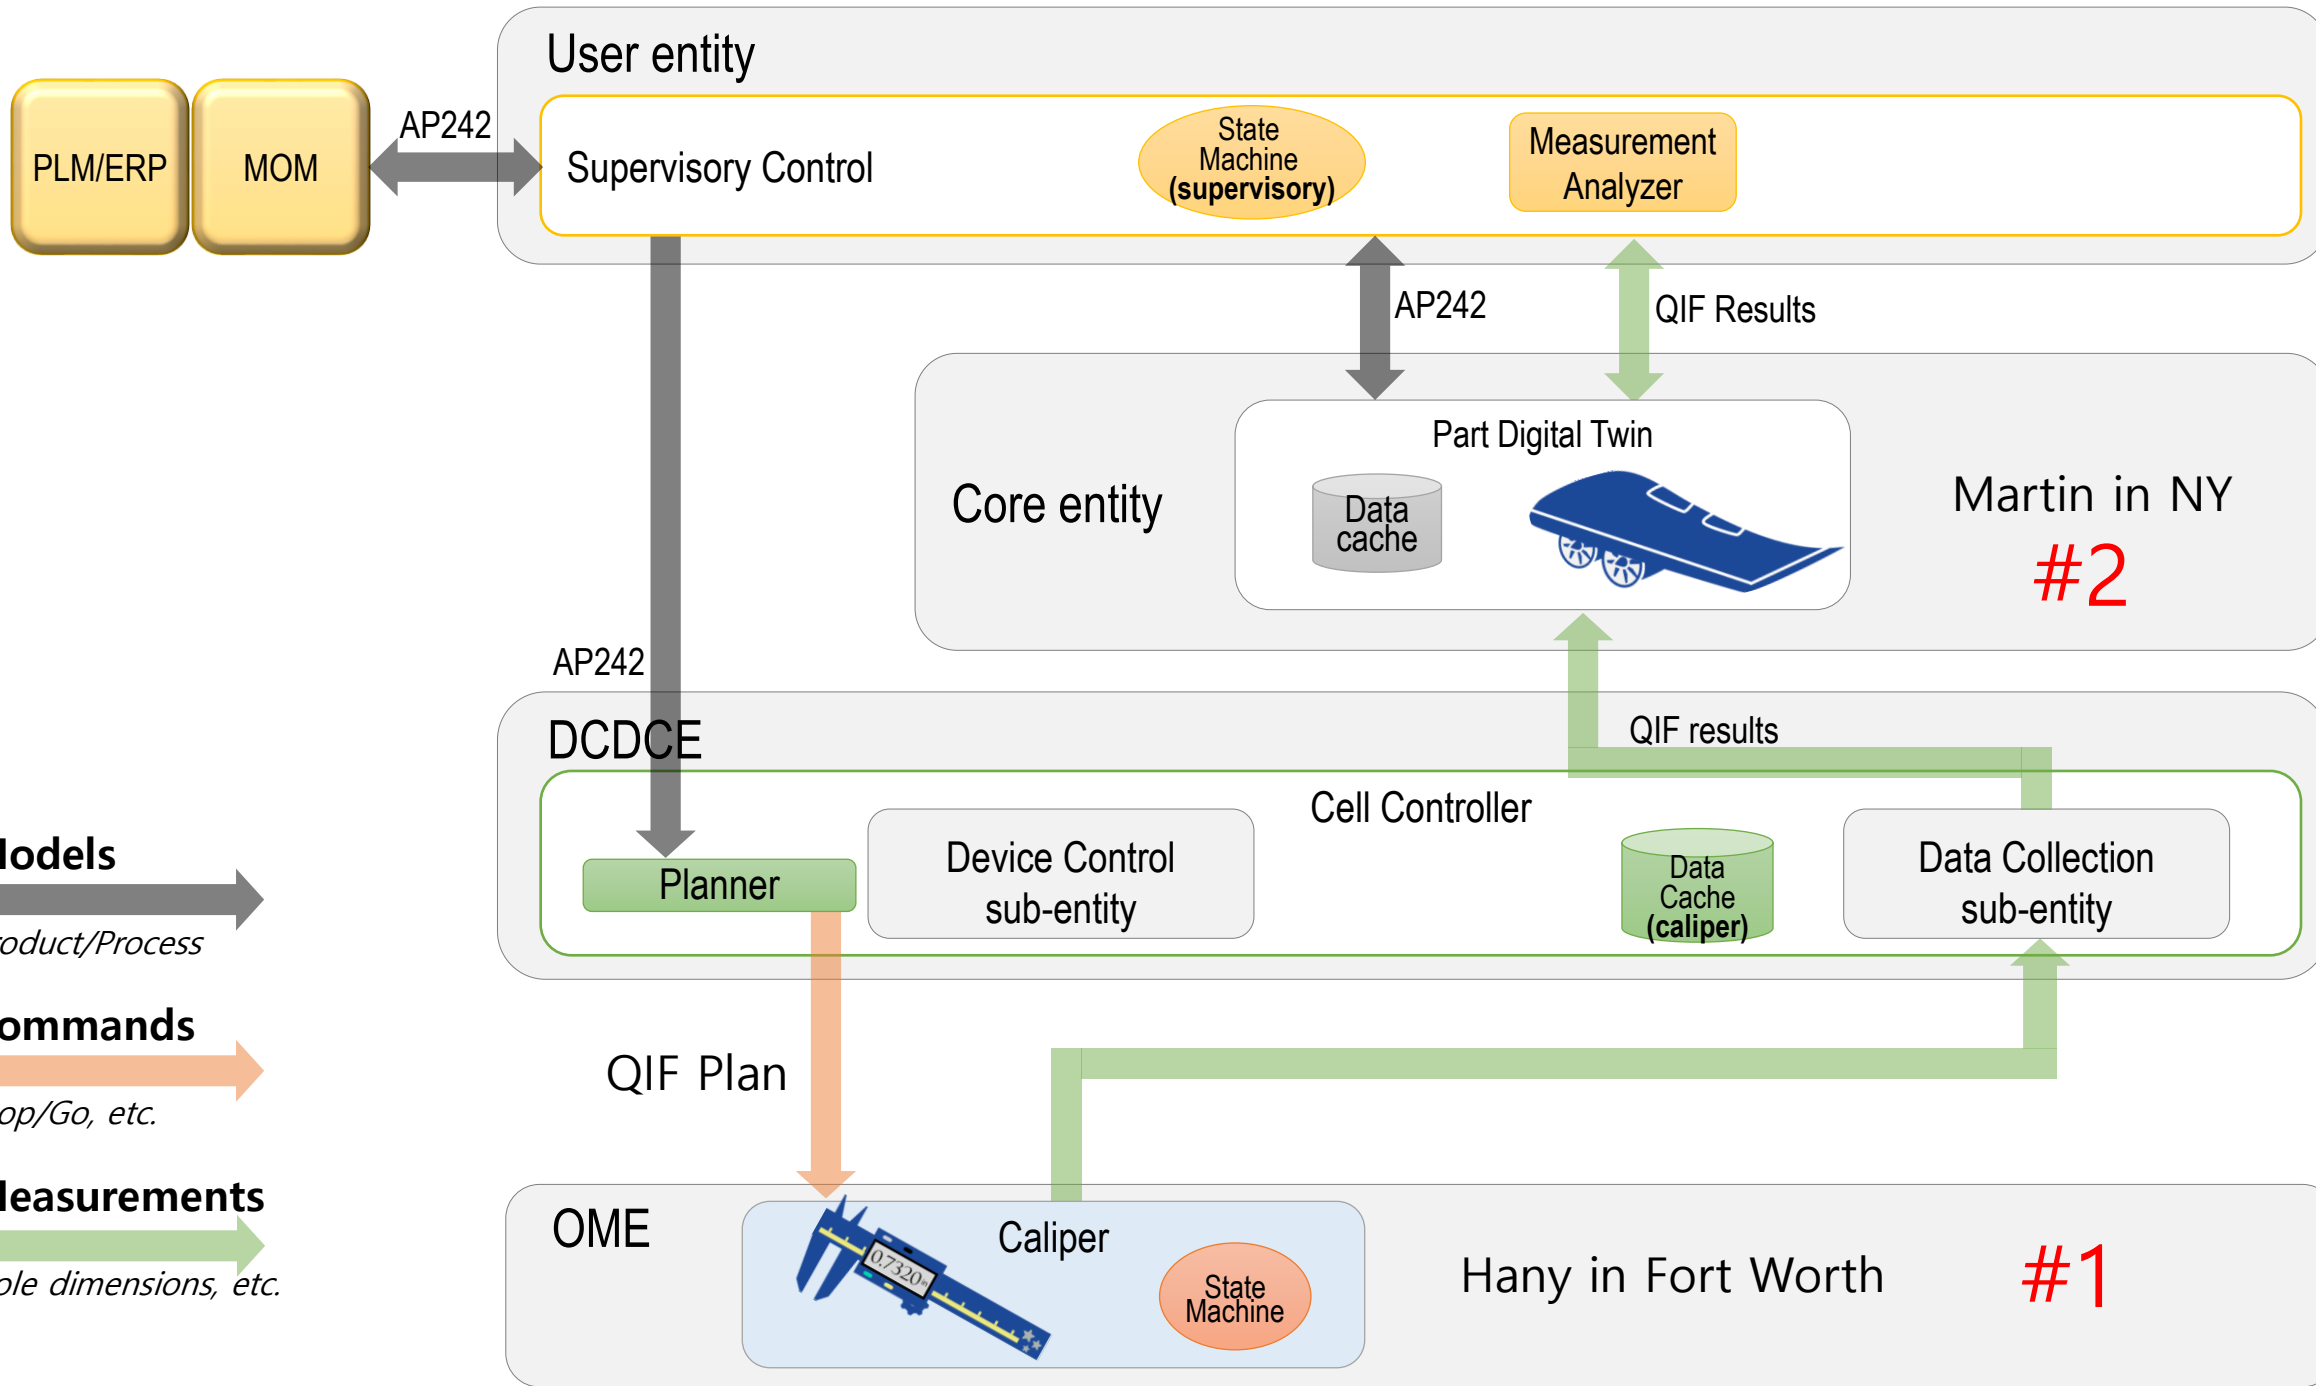 User entity
PLM/ERP
MOM
AP242
Supervisory Control
State
Machine
(supervisory)
Measurement
Analyzer
AP242
QIF Results
Core entity
Part Digital Twin
Data
cache
Martin in NY
#2
AP242
DCDCE
QIF results
Cell Controller
Planner
Device Control
sub-entity
Data
Cache
(caliper)
Data Collection
sub-entity
QIF Plan
OME
Caliper
0.7320in
State
Machine
Hany in Fort Worth
#1
odels
roduct/Process
ommands
op/Go, etc.
easurements
ole dimensions, etc.